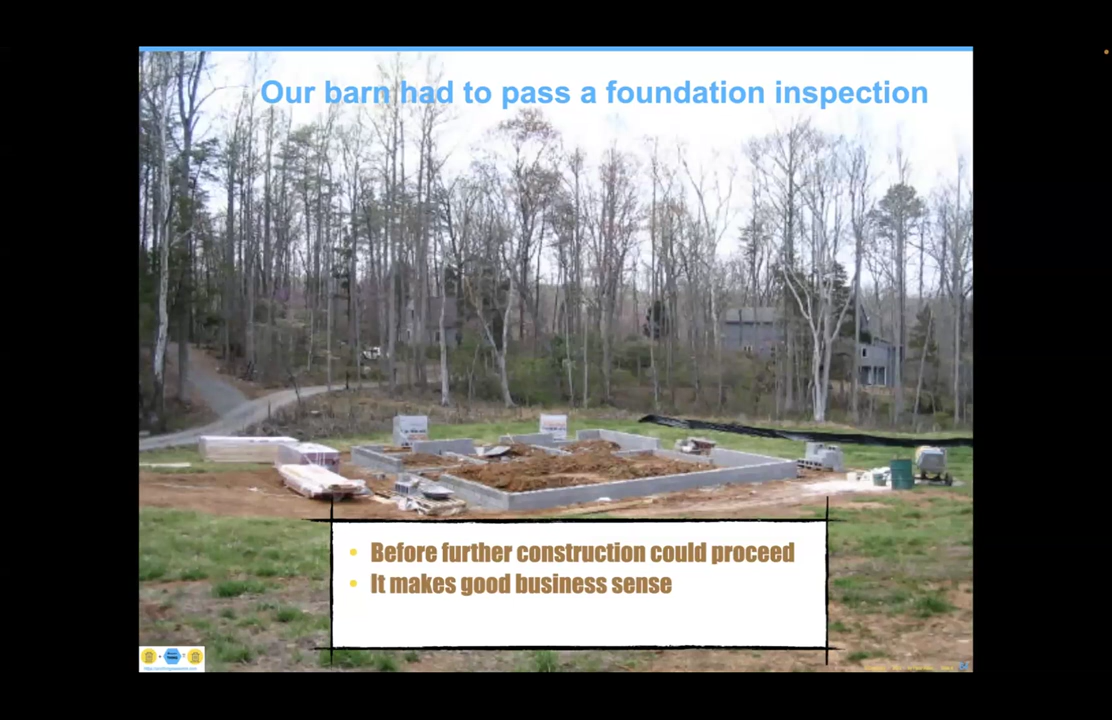 Our barn had to pass a foundation inspection
• Before further construction could proceed
• It makes good business sense